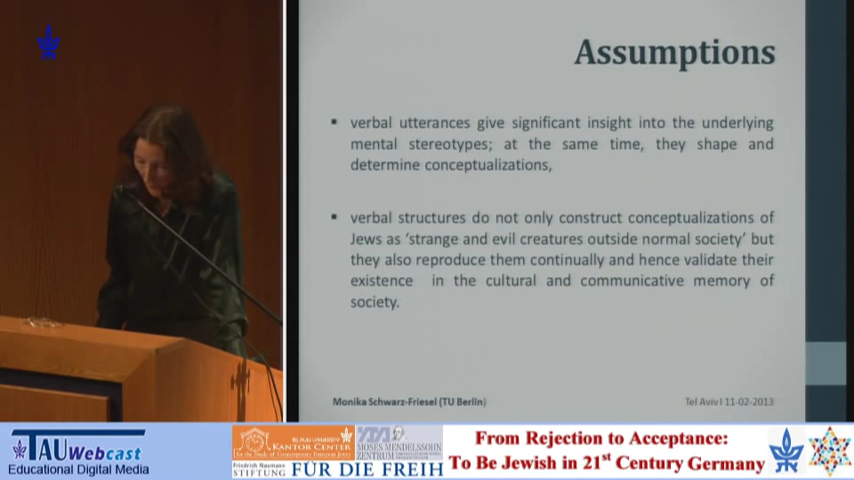 Assumptions
▪ verbal utterances give significant insight into the underlying
mental stereotypes; at the same time, they shape and
determine conceptualizations,
▪ verbal structures do not only construct conceptualizations of
Jews as ‘strange and evil creatures outside normal society’ but
they also reproduce them continually and hence validate their
existence in the cultural and communicative memory of
society.
Monika Schwarz-Friesel (TU Berlin)
Tel Aviv I 11-02-2013
TAU Webcast
Educational Digital Media
KANTOR CENTER
MOSES MENDELSSOHN
ZENTRUM
Friedrich Naumann
STIFTUNG FÜR DIE FREIH
From Rejection to Acceptance:
To Be Jewish in 21st Century Germany